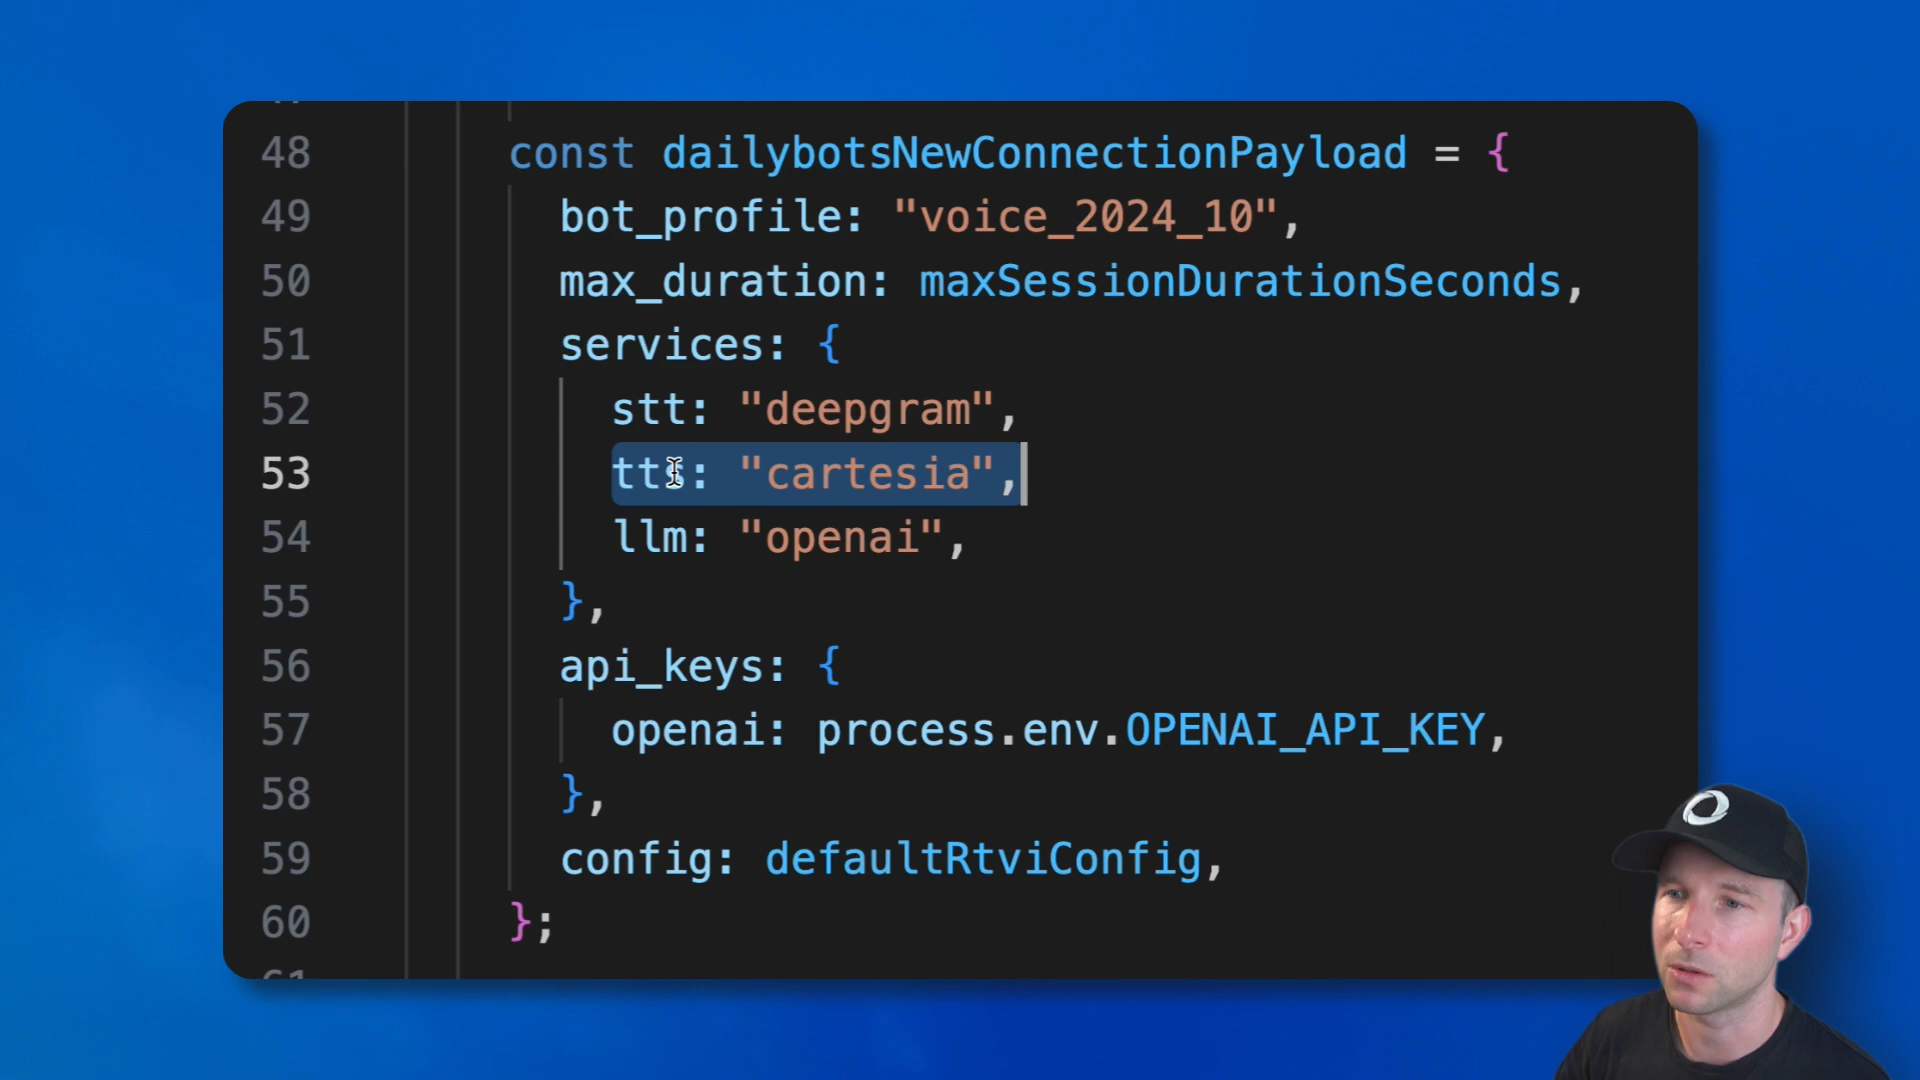 48 const dailybotsNewConnectionPayload = {
49 bot_profile: "voice_2024_10",
50 max_duration: maxSessionDurationSeconds,
51 services: {
52 stt: "deepgram",
53 tts: "cartesia",
54 llm: "openai",
55 },
56 api_keys: {
57 openai: process.env.OPENAI_API_KEY,
58 },
59 config: defaultRtviConfig,
60 };